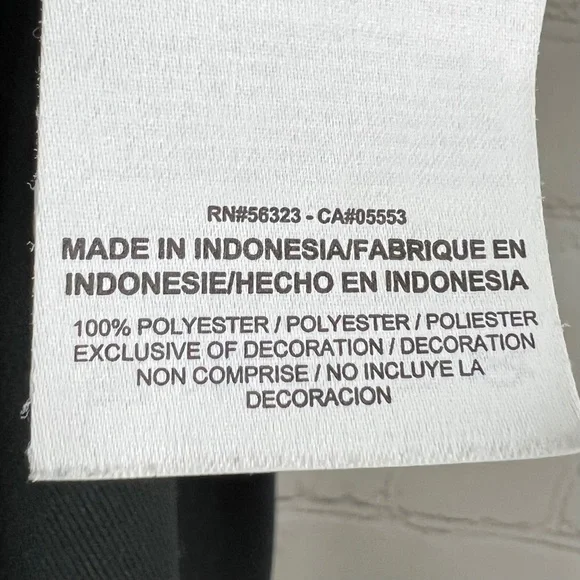 RN#56323 - CA#05553
MADE IN INDONESIA/FABRIQUE EN
INDONESIE/HECHO EN INDONESIA
100% POLYESTER / POLYESTER / POLIESTER
EXCLUSIVE OF DECORATION / DECORATION
NON COMPRISE / NO INCLUYE LA
DECORACION